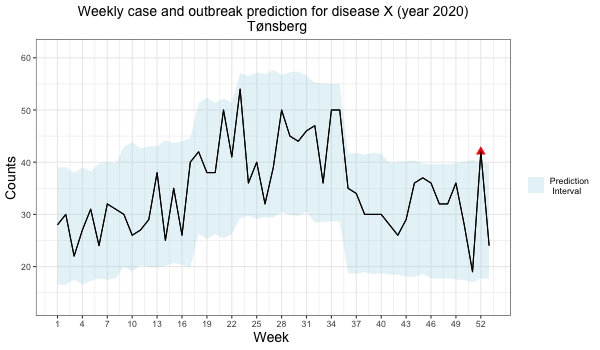 Weekly case and outbreak prediction for disease X (year 2020)
Tønsberg
60
50
40
30
20
Counts
1 4 7 10 13 16 19 22 25 28 31 34 37 40 43 46 49 52
Week
Prediction
Interval